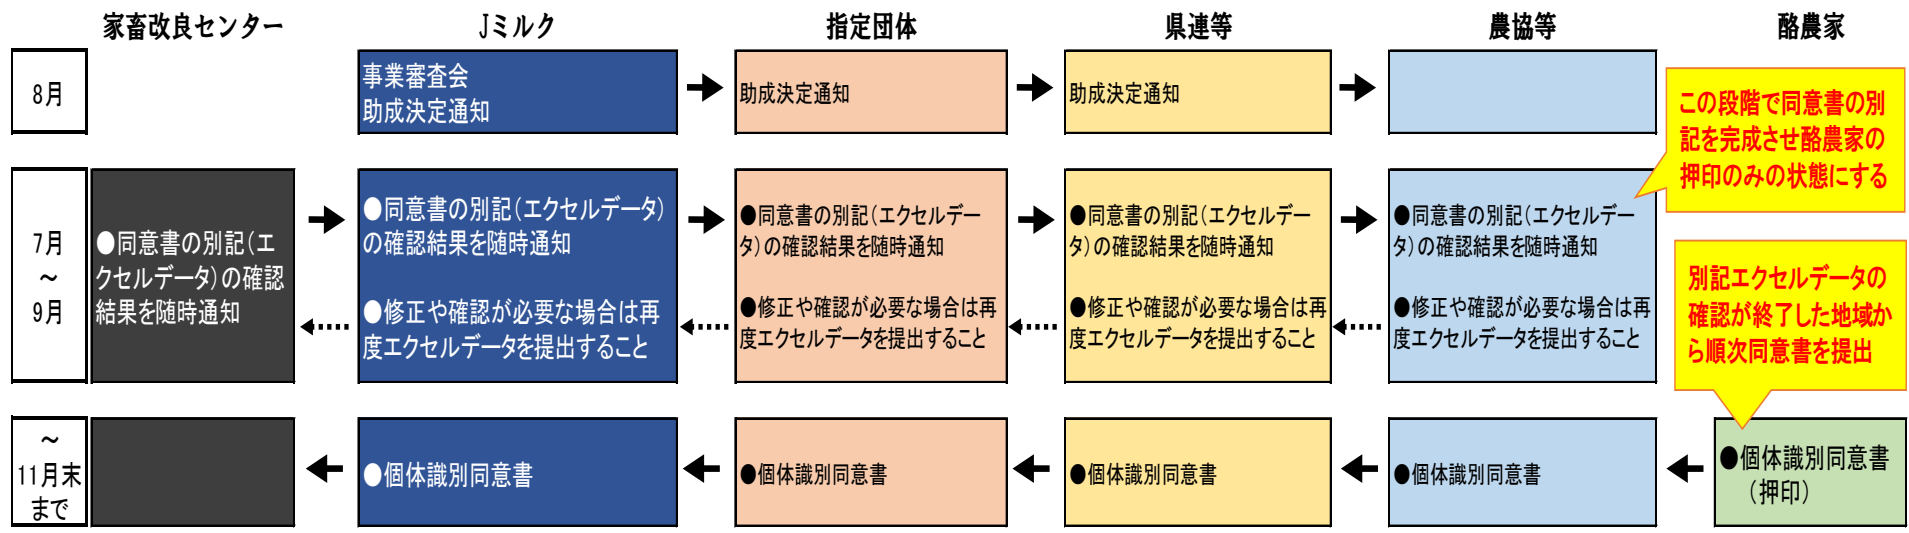 家畜改良センター
Jミルク
指定団体
県連等
農協等
酪農家
8月
事業審査会
助成決定通知
助成決定通知
助成決定通知
この段階で同意書の別
記を完成させ酪農家の
押印のみの状態にする
7月
～
9月
●同意書の別記(エ
クセルデータ)の確認
結果を随時通知
●同意書の別記(エクセルデータ)
の確認結果を随時通知
●修正や確認が必要な場合は再
度エクセルデータを提出すること
●同意書の別記(エクセルデー
タ)の確認結果を随時通知
●修正や確認が必要な場合は再
度エクセルデータを提出すること
●同意書の別記(エクセルデー
タ)の確認結果を随時通知
●修正や確認が必要な場合は再
度エクセルデータを提出すること
●同意書の別記(エクセルデー
タ)の確認結果を随時通知
●修正や確認が必要な場合は再
度エクセルデータを提出すること
別記エクセルデータの
確認が終了した地域か
ら順次同意書を提出
～
11月末
まで
●個体識別同意書
●個体識別同意書
●個体識別同意書
●個体識別同意書
●個体識別同意書
(押印)